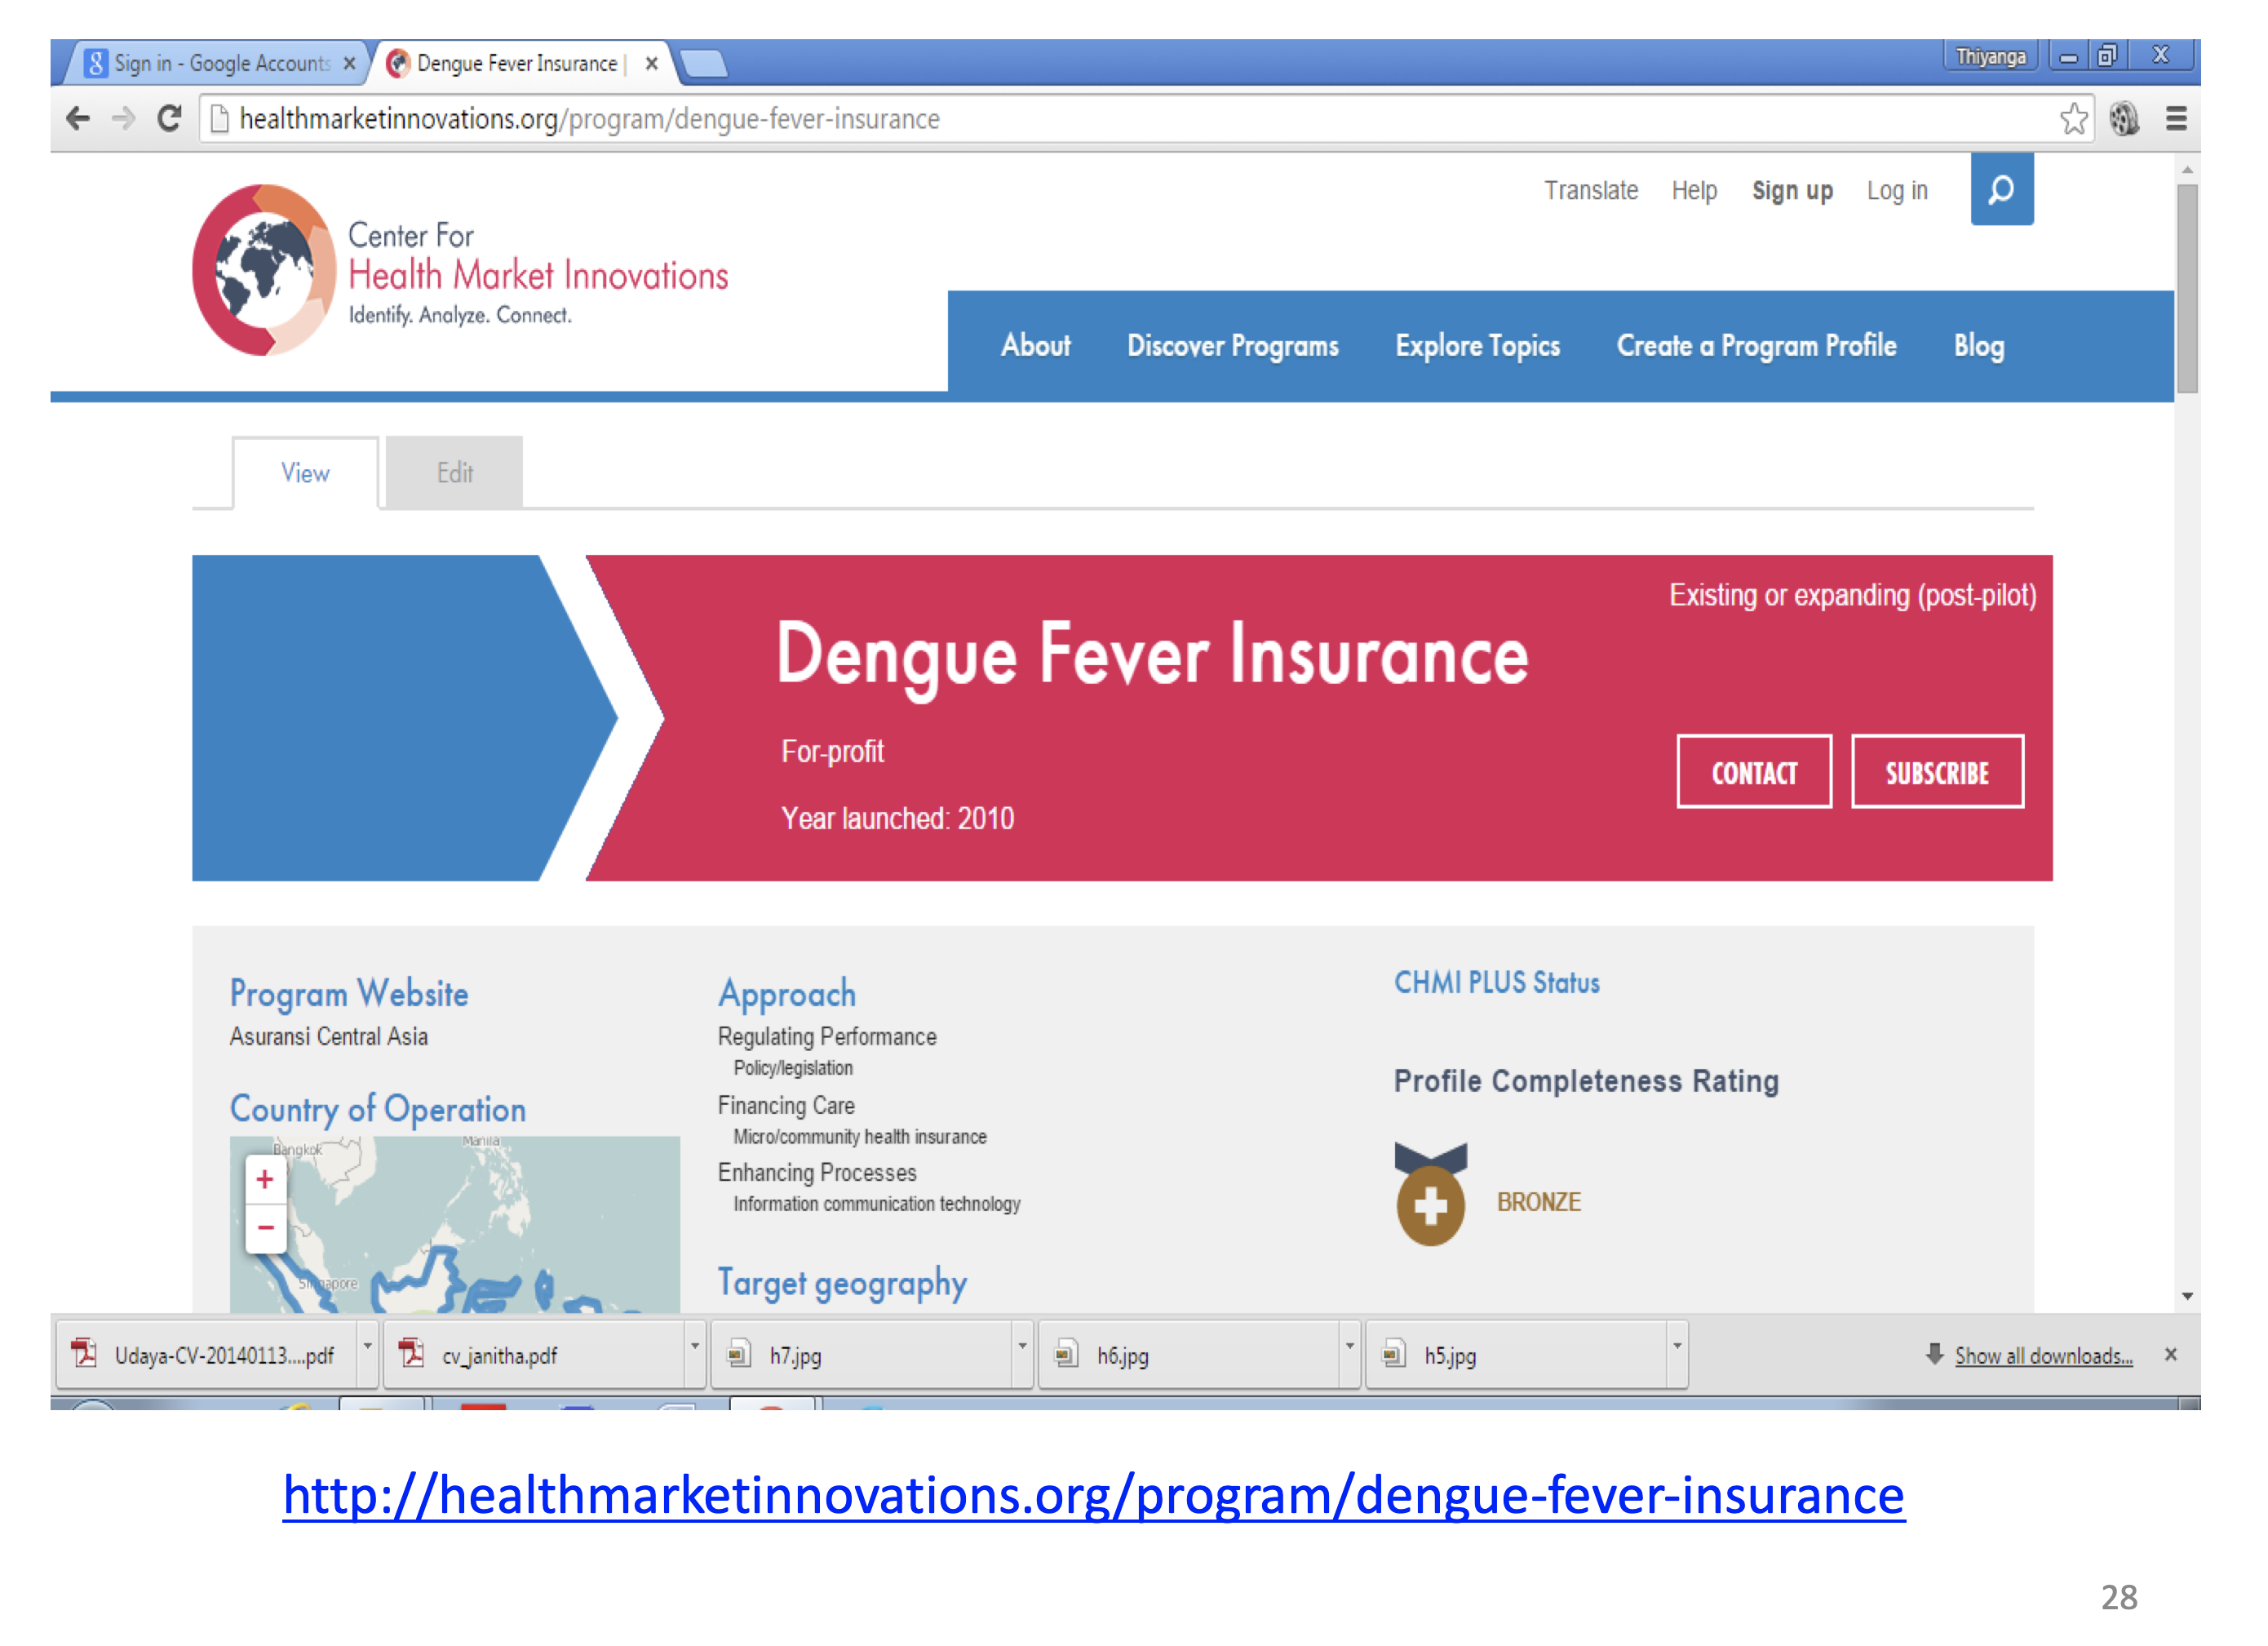 Sign in - Google Accounts
Dengue Fever Insurance |
Thiyanga
healthmarketinnovations.org/program/dengue-fever-insurance
Translate Help Sign up Log in
Center For
Health Market Innovations
Identify. Analyze. Connect.
About Discover Programs Explore Topics Create a Program Profile Blog
View Edit
Existing or expanding (post-pilot)
Dengue Fever Insurance
For-profit
CONTACT SUBSCRIBE
Year launched: 2010
Program Website
Asuransi Central Asia
Country of Operation
Bangkok
Manila
Singapore
Approach
Regulating Performance
Policy/legislation
Financing Care
Micro/community health insurance
Enhancing Processes
Information communication technology
Target geography
CHMI PLUS Status
Profile Completeness Rating
BRONZE
Udaya-CV-20140113....pdf
cv_janitha.pdf
h7.jpg
h6.jpg
h5.jpg
Show all downloads...
http://healthmarketinnovations.org/program/dengue-fever-insurance
28